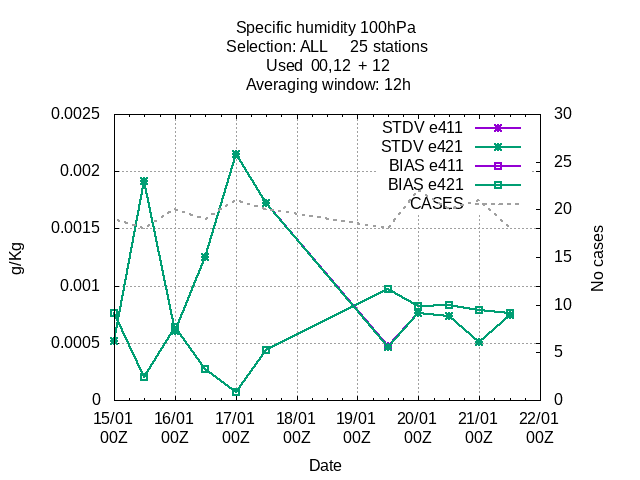 Specific humidity 100hPa
Selection: ALL     25 stations
Used  00,12  + 12
Averaging window: 12h
0.0025
0.002
0.0015
0.001
0.0005
0
g/Kg
STDV e411
STDV e421
BIAS e411
BIAS e421
CASES
30
25
20
15
10
5
0
No cases
15/01 16/01 17/01 18/01 19/01 20/01 21/01 22/01
00Z 00Z 00Z 00Z 00Z 00Z 00Z 00Z
Date